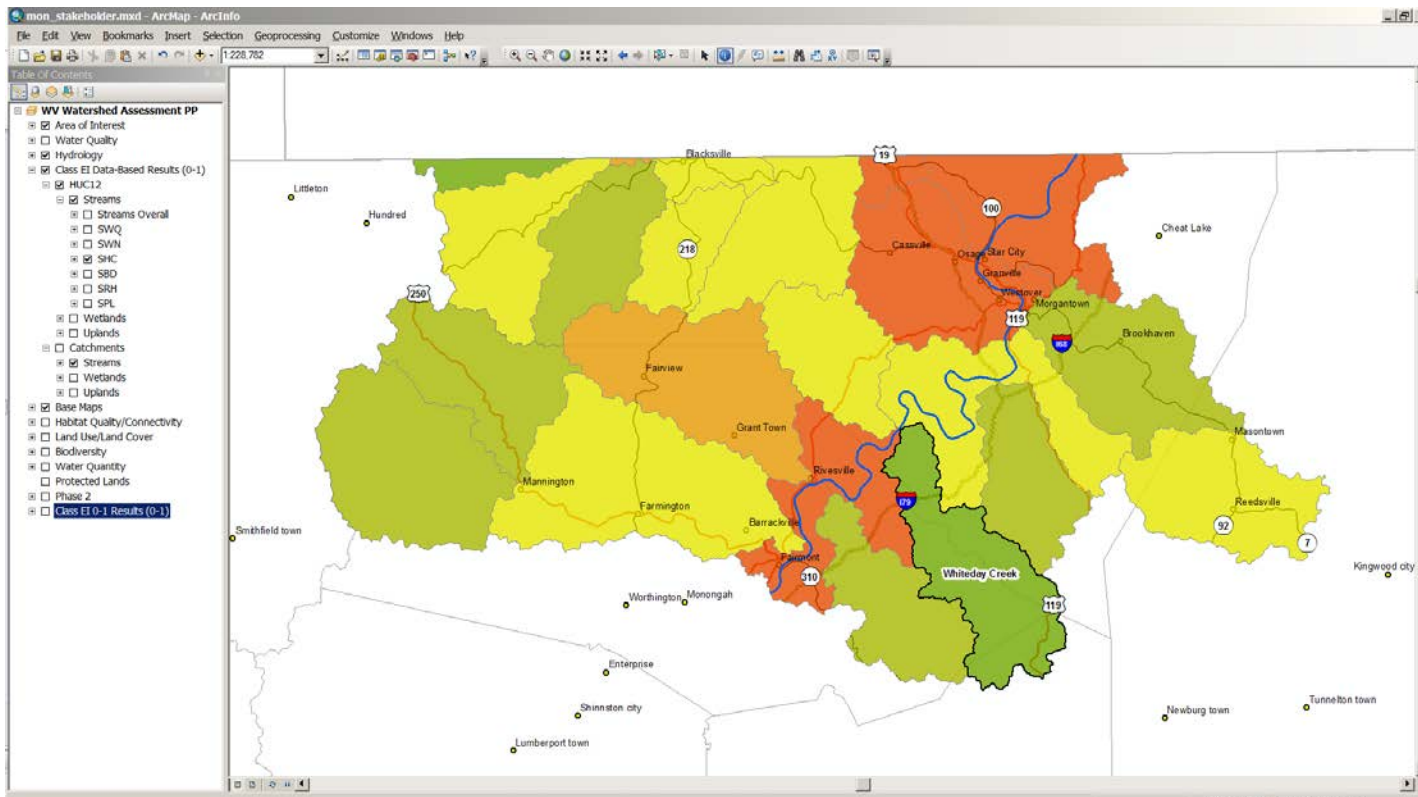 mon_stakeholder.mxd - ArcMap - ArcInfo
File Edit View Bookmarks Insert Selection Geoprocessing Customize Windows Help
1:228,782
Table Of Contents
WV Watershed Assessment PP
Area of Interest
Water Quality
Hydrology
Class EI Data-Based Results (0-1)
HUC12
Streams
Streams Overall
SWQ
SWN
SHC
SBD
SRH
SPL
Wetlands
Uplands
Catchments
Streams
Wetlands
Uplands
Base Maps
Habitat Quality/Connectivity
Land Use/Land Cover
Biodiversity
Water Quantity
Protected Lands
Phase 2
Class EI 0-1 Results (0-1)
Blacksville
19
Littleton
Hundred
100
Cheat Lake
218
Cassville
Osage
Star City
Granville
250
Westover
Morgantown
119
Brookhaven
I68
Fairview
Grant Town
Masontown
Rivesville
Mannington
I79
Reedsville
Farmington
92
Smithfield town
Barrackville
7
Fairmont
310
Whiteday Creek
Kingwood city
Worthington
Monongah
119
Enterprise
Shinnston city
Newburg town
Tunnelton town
Lumberport town